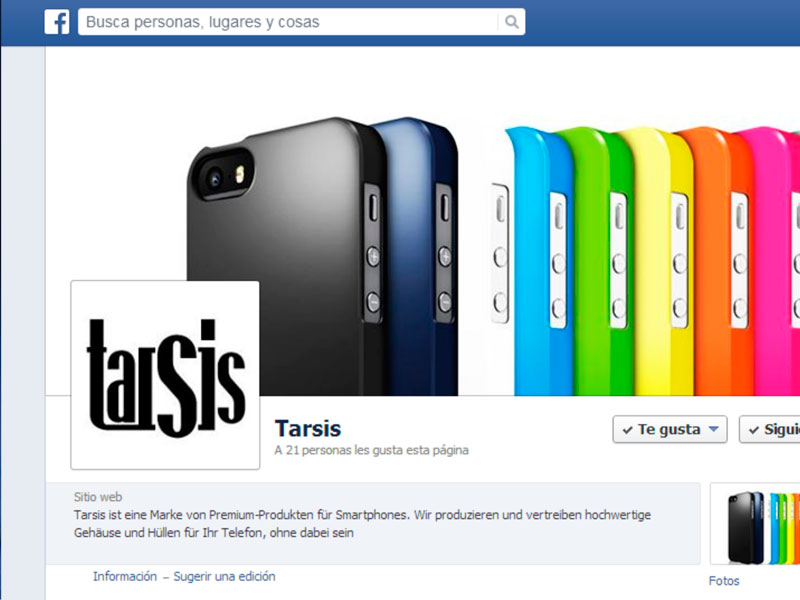 Busca personas, lugares y cosas
tarsis
Tarsis
A 21 personas les gusta esta página
Te gusta
Sitio web
Tarsis ist eine Marke von Premium-Produkten für Smartphones. Wir produzieren und vertreiben hochwertige
Gehäuse und Hüllen für Ihr Telefon, ohne dabei sein
Información – Sugerir una edición
Fotos